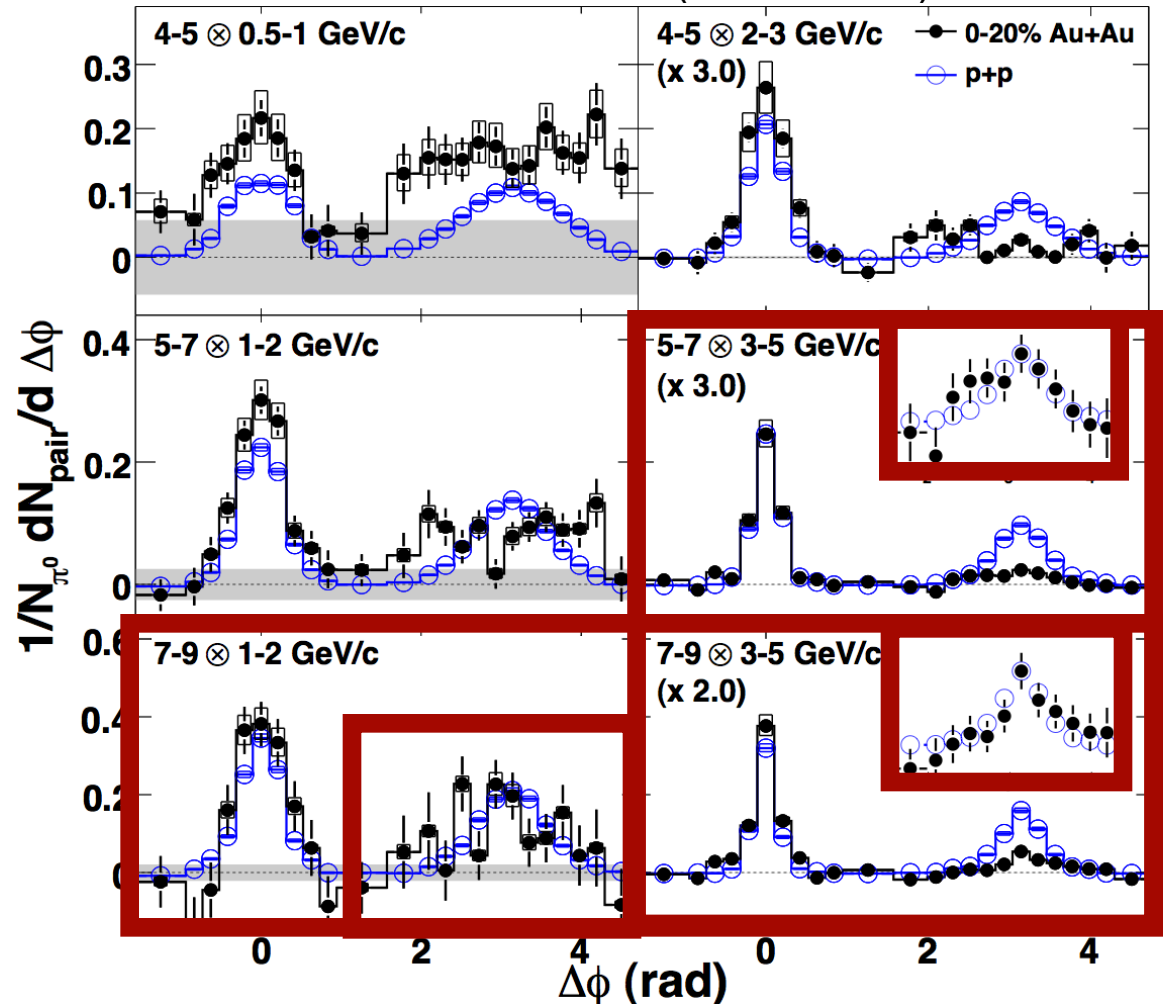 4-5 ⊗ 0.5-1 GeV/c
4-5 ⊗ 2-3 GeV/c
(x 3.0)
0-20% Au+Au
p+p
0.3
0.2
0.1
0
5-7 ⊗ 1-2 GeV/c
5-7 ⊗ 3-5 GeV/c
(x 3.0)
0.4
0.2
0
7-9 ⊗ 1-2 GeV/c
7-9 ⊗ 3-5 GeV/c
(x 2.0)
0.4
0.2
1/N_π⁰ dN_pair/d Δϕ
0 2 4
0 2 4
Δϕ (rad)